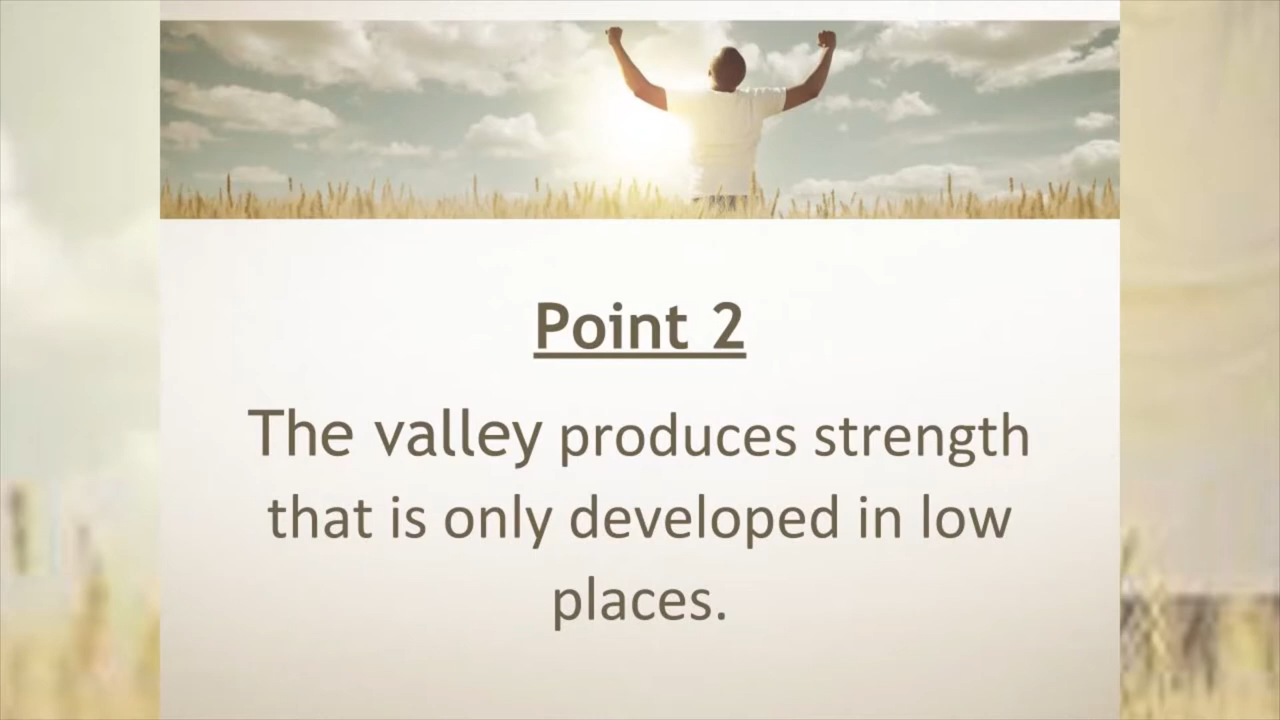 Point 2
The valley produces strength
that is only developed in low
places.